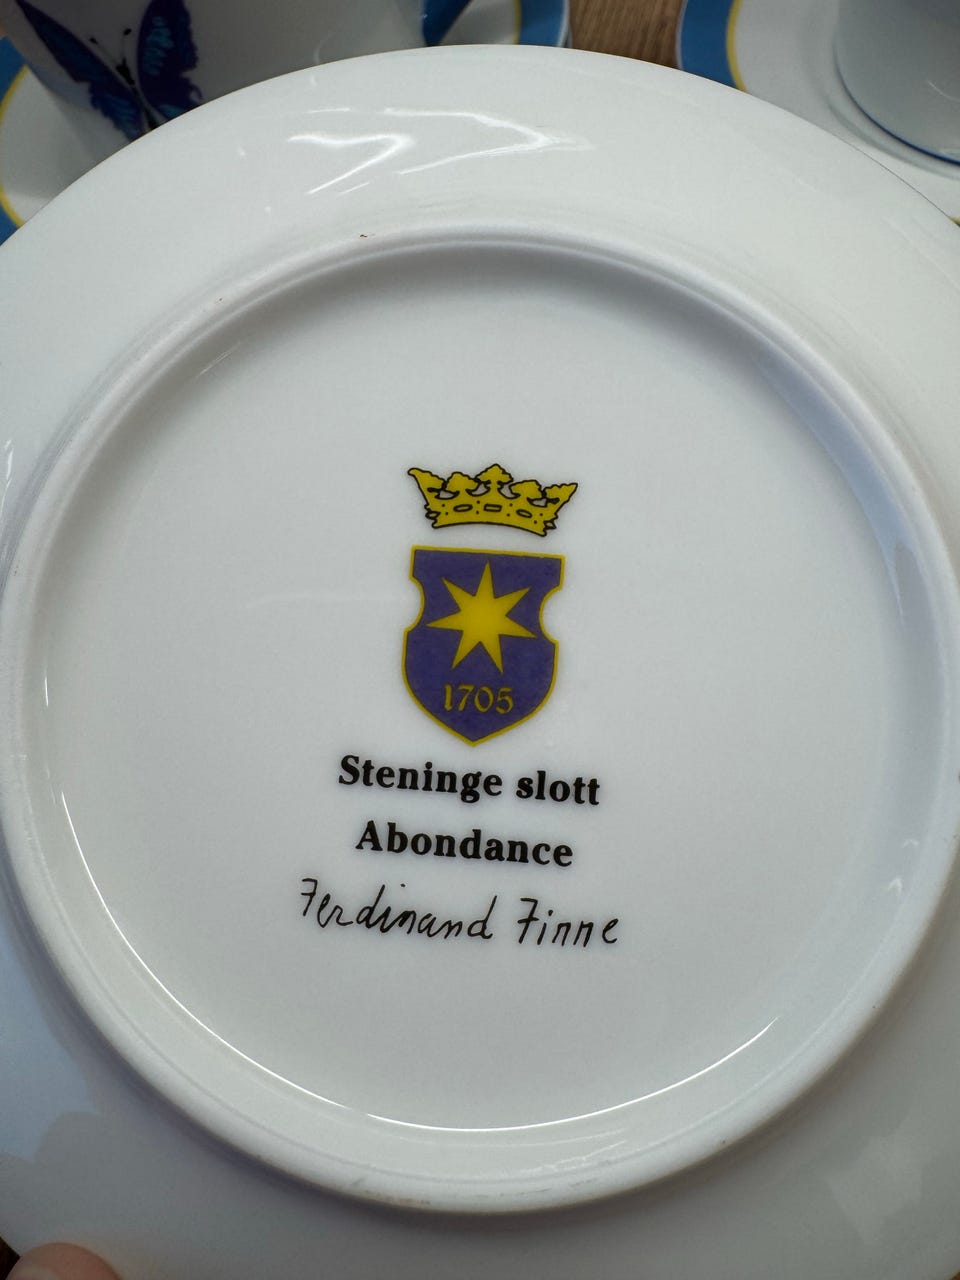 1705
Steninge slott
Abondance
Ferdinand Finne